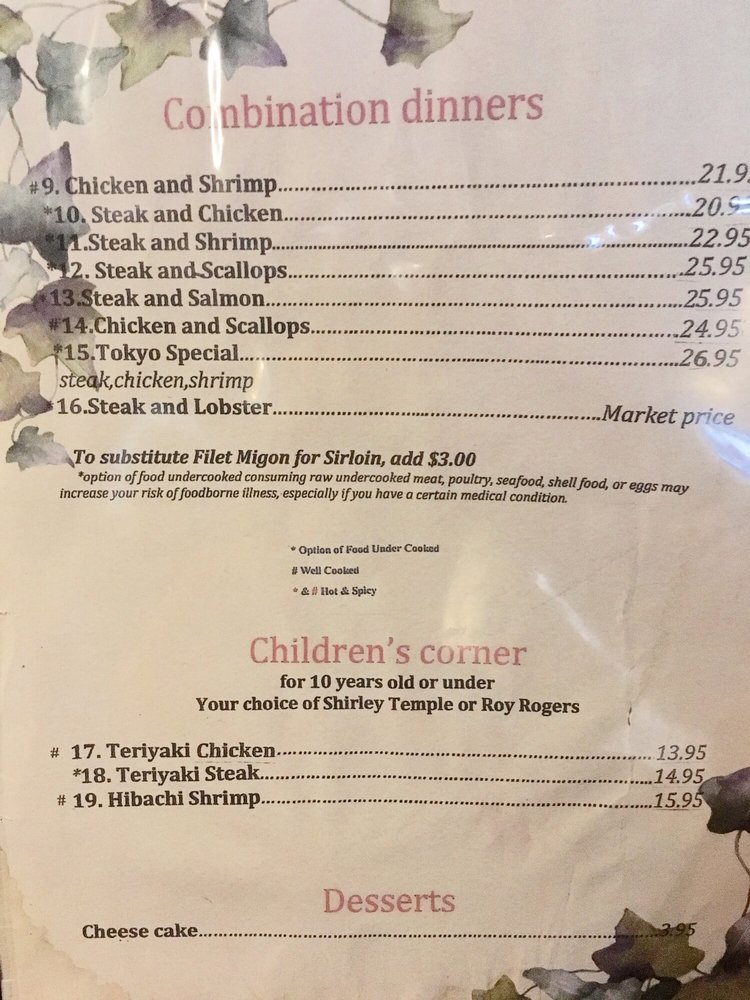 Combination dinners
#9. Chicken and Shrimp..........21.9
*10. Steak and Chicken..........20.95
*11.Steak and Shrimp..........22.95
*12. Steak and Scallops..........25.95
*13.Steak and Salmon..........25.95
#14.Chicken and Scallops..........24.95
*15.Tokyo Special..........26.95
steak,chicken,shrimp
*16.Steak and Lobster..........Market price
To substitute Filet Migon for Sirloin, add $3.00
*option of food undercooked consuming raw undercooked meat, poultry, seafood, shell food, or eggs may
increase your risk of foodborne illness, especially if you have a certain medical condition.
* Option of Food Under Cooked
# Well Cooked
* & # Hot & Spicy
Children's corner
for 10 years old or under
Your choice of Shirley Temple or Roy Rogers
# 17. Teriyaki Chicken..........13.95
*18. Teriyaki Steak..........14.95
# 19. Hibachi Shrimp..........15.95
Desserts
Cheese cake..........3.95